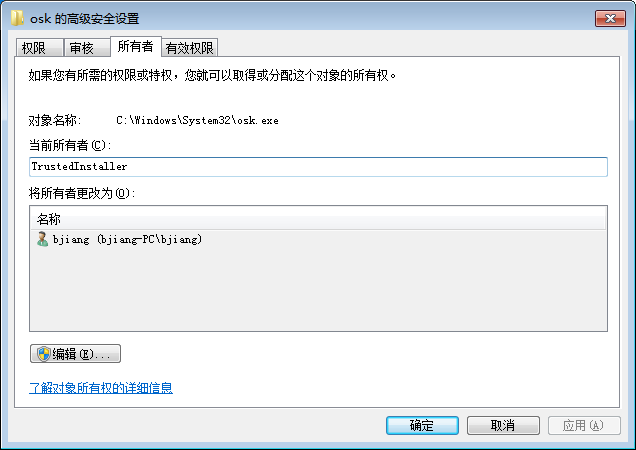 osk 的高级安全设置
权限 审核 所有者 有效权限
如果您有所需的权限或特权，您就可以取得或分配这个对象的所有权。
对象名称: C:\Windows\System32\osk.exe
当前所有者(C):
TrustedInstaller
将所有者更改为(O):
名称
bjiang (bjiang-PC\bjiang)
编辑(E)...
了解对象所有权的详细信息
确定 取消 应用(A)